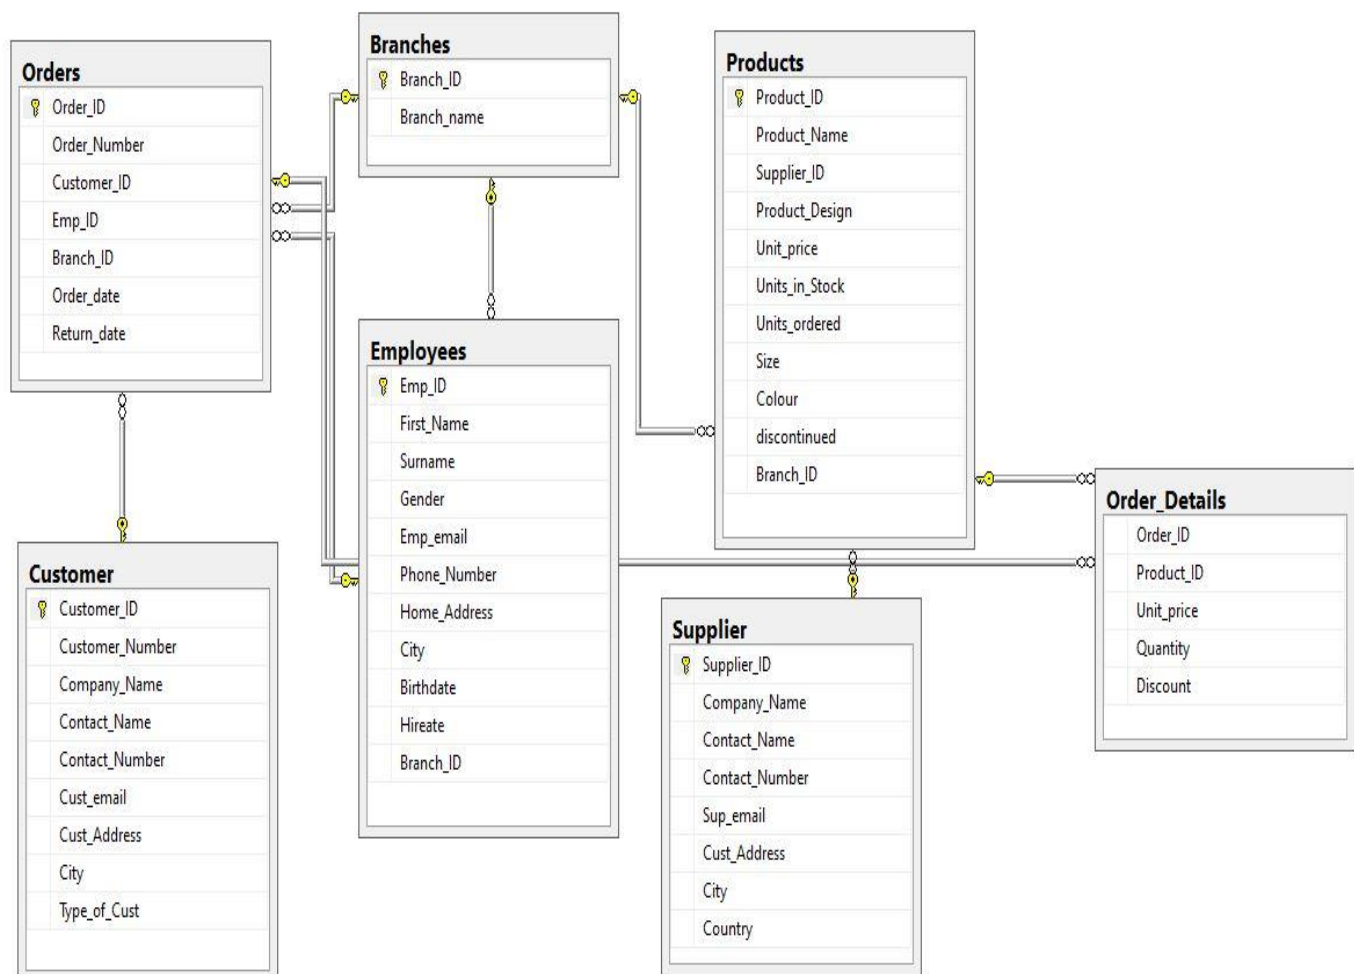 Orders
Order_ID
Order_Number
Customer_ID
Emp_ID
Branch_ID
Order_date
Return_date
Branches
Branch_ID
Branch_name
Products
Product_ID
Product_Name
Supplier_ID
Product_Design
Unit_price
Units_in_Stock
Units_ordered
Size
Colour
discontinued
Branch_ID
Employees
Emp_ID
First_Name
Surname
Gender
Emp_email
Phone_Number
Home_Address
City
Birthdate
Hireate
Branch_ID
Order_Details
Order_ID
Product_ID
Unit_price
Quantity
Discount
Customer
Customer_ID
Customer_Number
Company_Name
Contact_Name
Contact_Number
Cust_email
Cust_Address
City
Type_of_Cust
Supplier
Supplier_ID
Company_Name
Contact_Name
Contact_Number
Sup_email
Cust_Address
City
Country